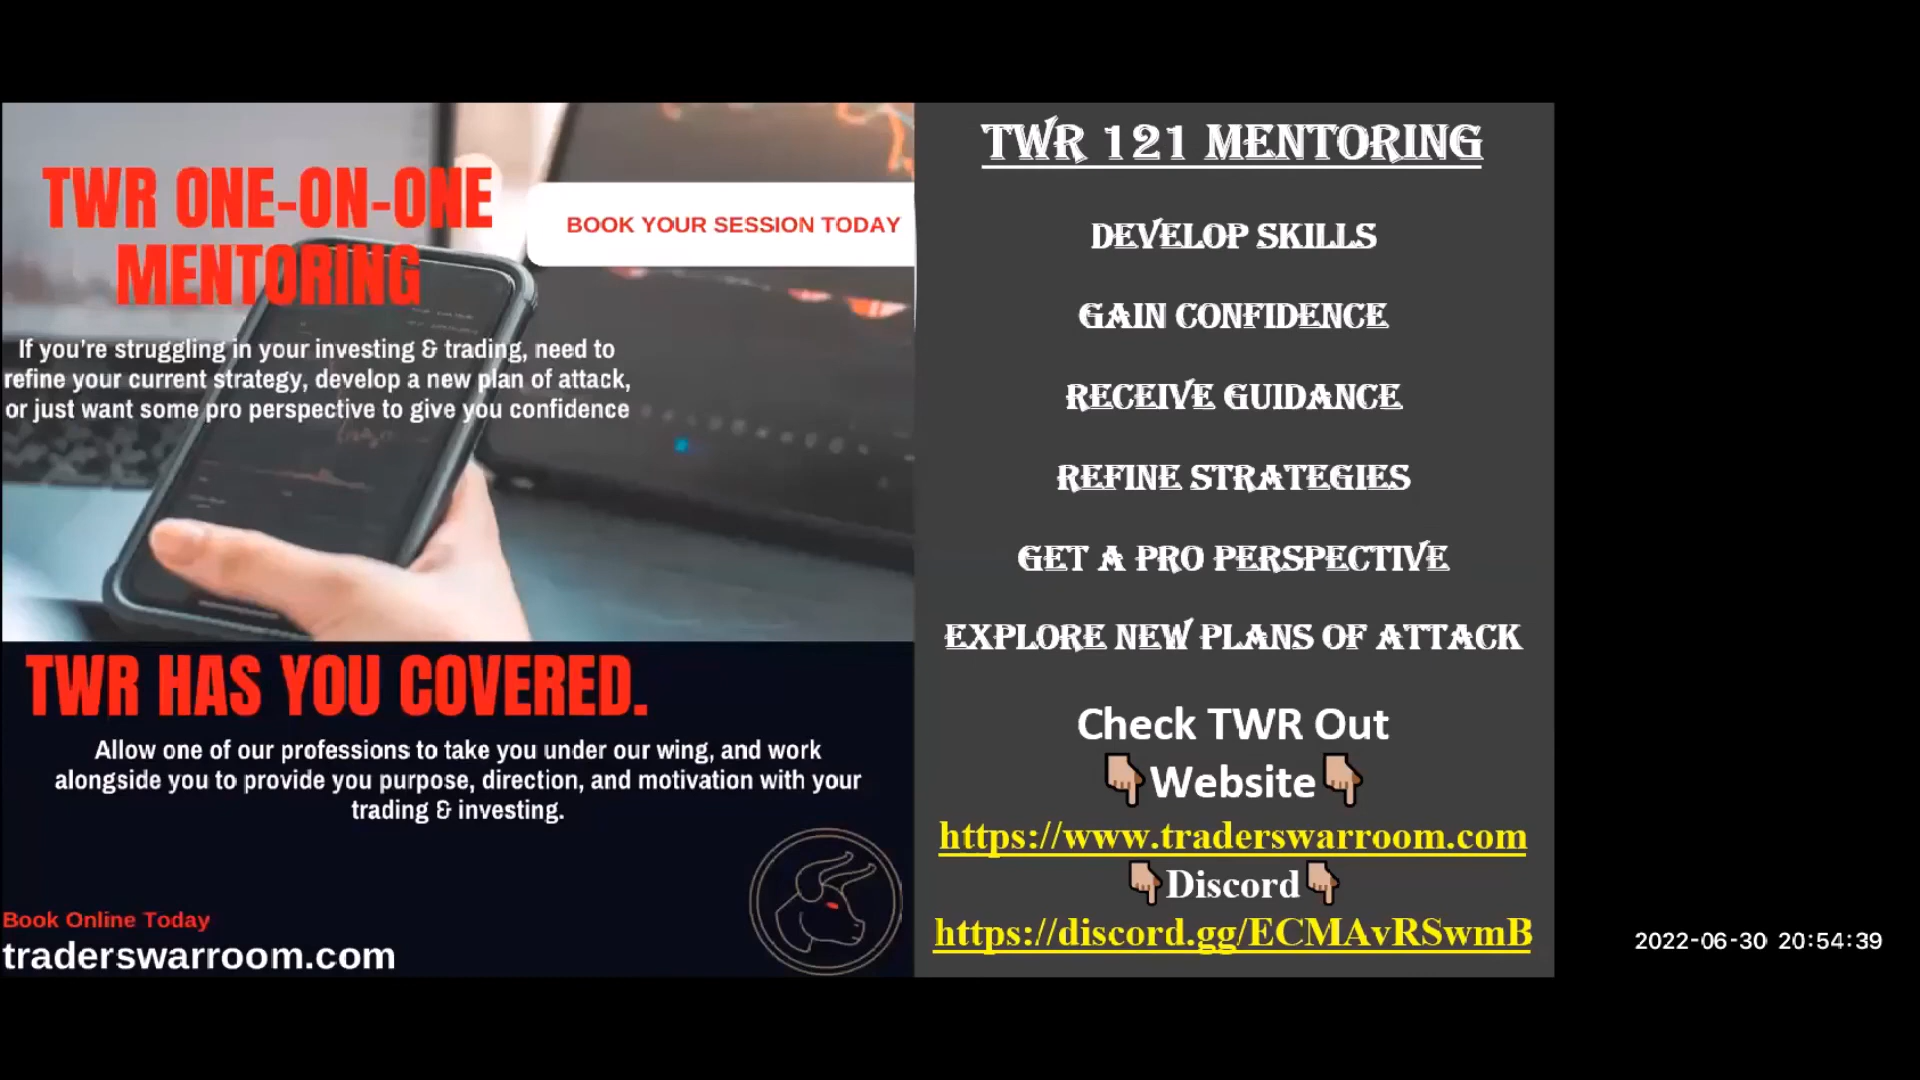 TWR ONE-ON-ONE
MENTORING
BOOK YOUR SESSION TODAY
If you're struggling in your investing & trading, need to
refine your current strategy, develop a new plan of attack,
or just want some pro perspective to give you confidence
TWR HAS YOU COVERED.
Allow one of our professions to take you under our wing, and work
alongside you to provide you purpose, direction, and motivation with your
trading & investing.
Book Online Today
traderswarroom.com
TWR 121 MENTORING
DEVELOP SKILLS
GAIN CONFIDENCE
RECEIVE GUIDANCE
REFINE STRATEGIES
GET A PRO PERSPECTIVE
EXPLORE NEW PLANS OF ATTACK
Check TWR Out
👇🏽Website👇🏽
https://www.traderswarroom.com
👇🏽Discord👇🏽
https://discord.gg/ECMAvRSwmB
2022-06-30 20:54:39